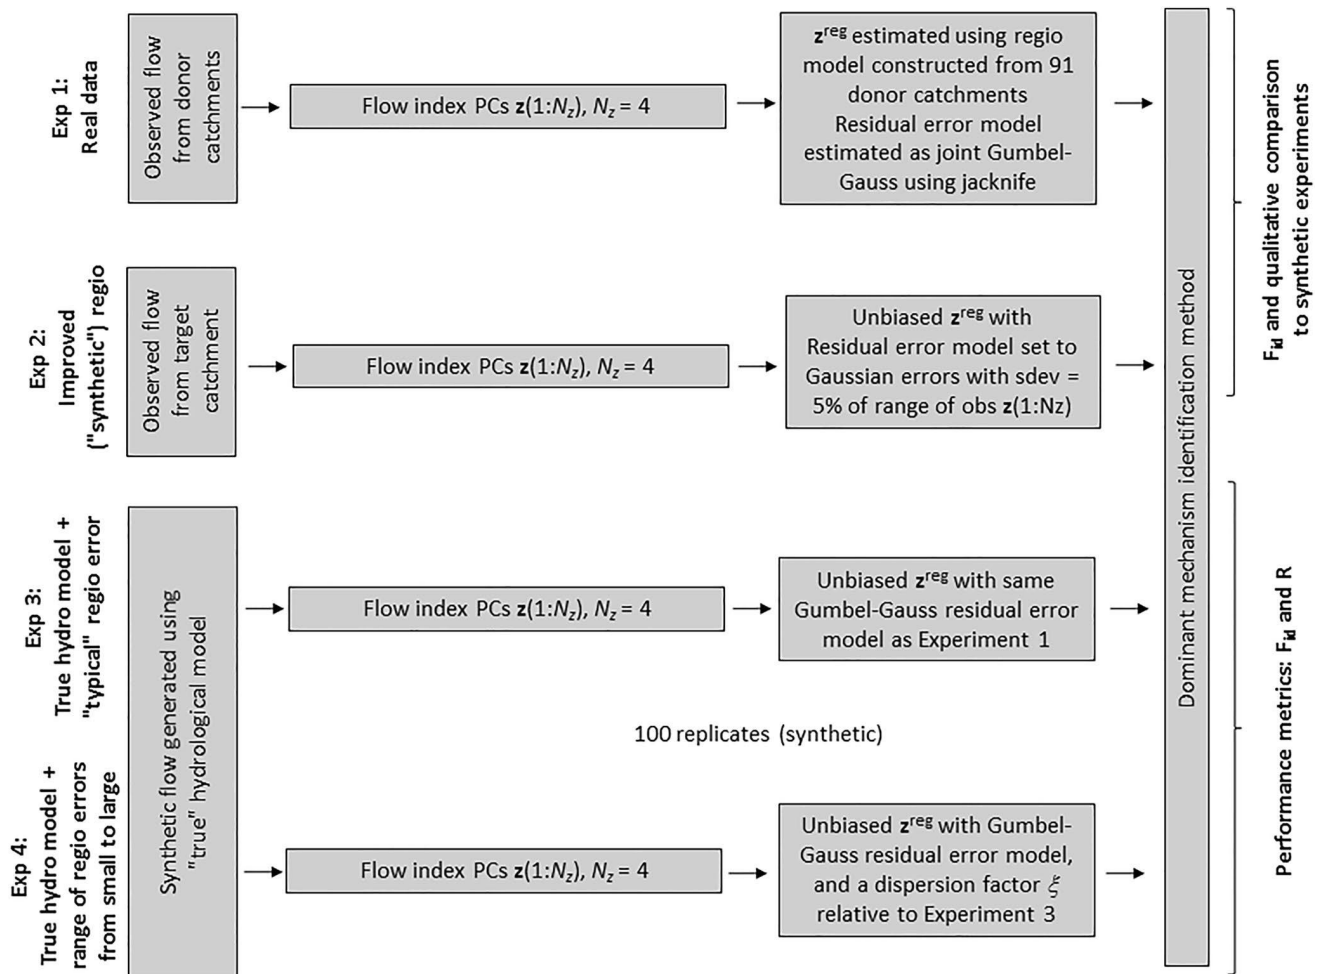 Exp 1:
Real data
Observed flow
from donor
catchments
Flow index PCs z(1:Nz), Nz = 4
z^reg estimated using regio
model constructed from 91
donor catchments
Residual error model
estimated as joint Gumbel-
Gauss using jacknife
Exp 2:
Improved
("synthetic") regio
Observed flow
from target
catchment
Flow index PCs z(1:Nz), Nz = 4
Unbiased z^reg with
Residual error model set to
Gaussian errors with sdev =
5% of range of obs z(1:Nz)
Exp 3:
True hydro model +
"typical" regio error
Synthetic flow generated using
"true" hydrological model
Flow index PCs z(1:Nz), Nz = 4
Unbiased z^reg with same
Gumbel-Gauss residual error
model as Experiment 1
100 replicates (synthetic)
Exp 4:
True hydro model +
range of regio errors
from small to large
Flow index PCs z(1:Nz), Nz = 4
Unbiased z^reg with Gumbel-
Gauss residual error model,
and a dispersion factor ξ
relative to Experiment 3
Dominant mechanism identification method
Fid and qualitative comparison
to synthetic experiments
Performance metrics: Fid and R